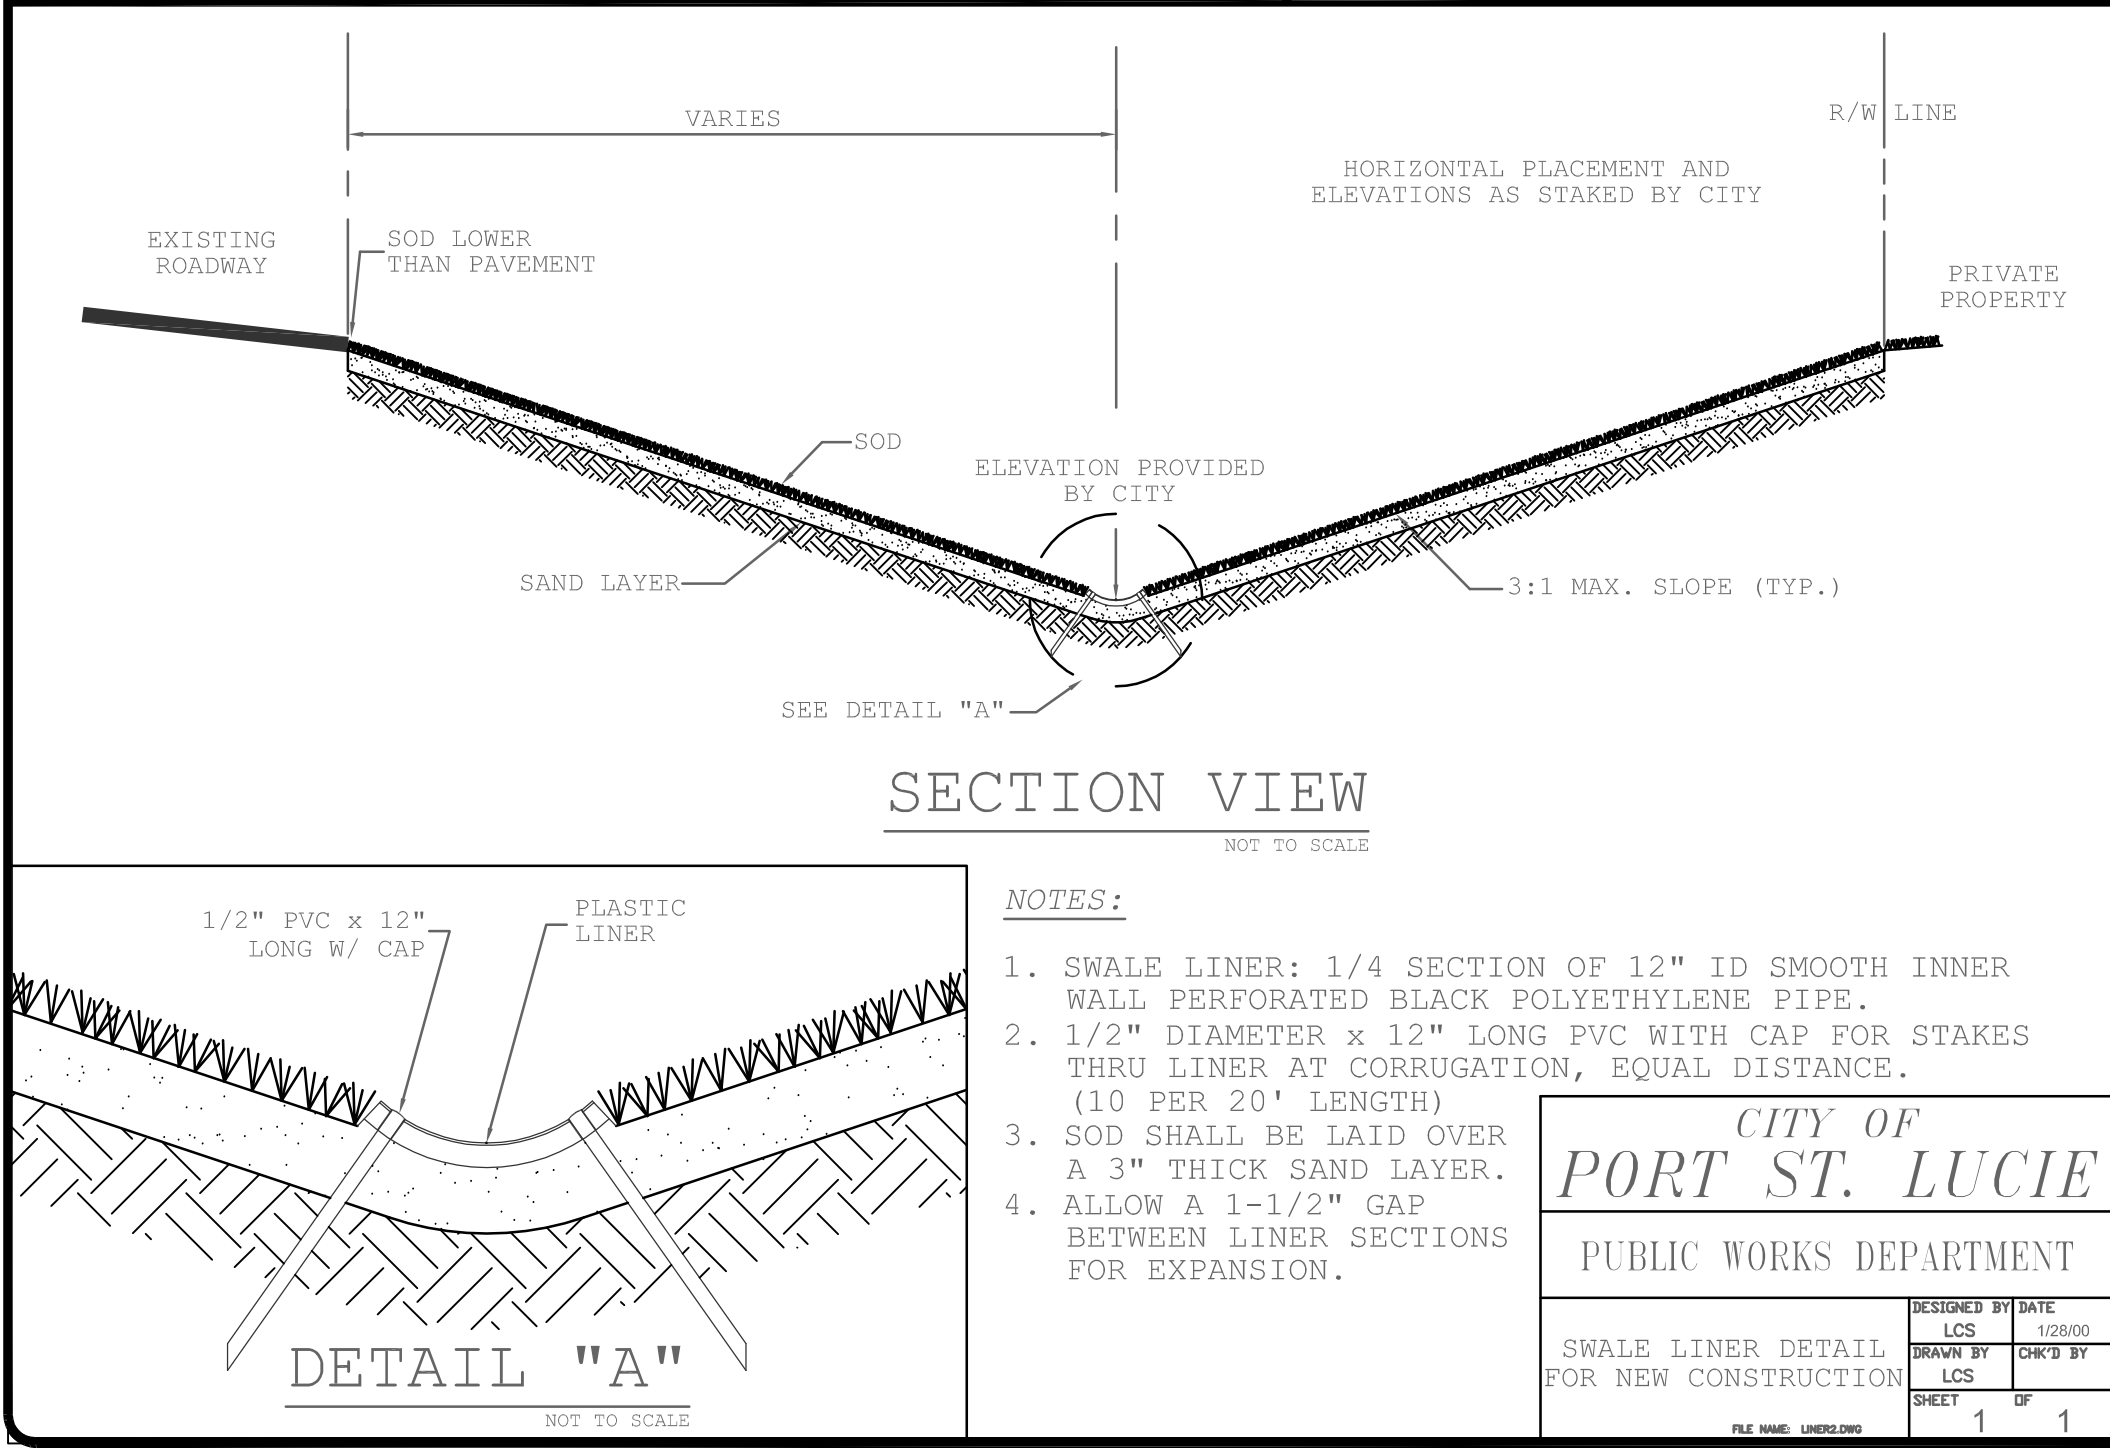 VARIES
R/W LINE
HORIZONTAL PLACEMENT AND
ELEVATIONS AS STAKED BY CITY
EXISTING
ROADWAY
SOD LOWER
THAN PAVEMENT
PRIVATE
PROPERTY
SOD
ELEVATION PROVIDED
BY CITY
SAND LAYER
3:1 MAX. SLOPE (TYP.)
SEE DETAIL "A"
SECTION VIEW
NOT TO SCALE
1/2" PVC x 12"
LONG W/ CAP
PLASTIC
LINER
DETAIL "A"
NOT TO SCALE
NOTES:
1. SWALE LINER: 1/4 SECTION OF 12" ID SMOOTH INNER
WALL PERFORATED BLACK POLYETHYLENE PIPE.
2. 1/2" DIAMETER x 12" LONG PVC WITH CAP FOR STAKES
THRU LINER AT CORRUGATION, EQUAL DISTANCE.
(10 PER 20' LENGTH)
3. SOD SHALL BE LAID OVER
A 3" THICK SAND LAYER.
4. ALLOW A 1-1/2" GAP
BETWEEN LINER SECTIONS
FOR EXPANSION.
CITY OF
PORT ST. LUCIE
PUBLIC WORKS DEPARTMENT
SWALE LINER DETAIL
FOR NEW CONSTRUCTION
FILE NAME: LINER2.DWG
DESIGNED BY
LCS
DATE
1/28/00
DRAWN BY
LCS
CHK'D BY
SHEET 1 OF 1